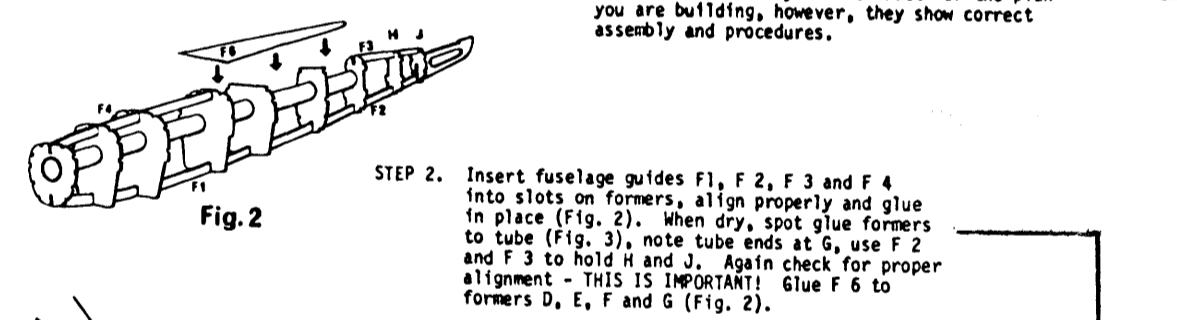 you are building, however, they show correct
assembly and procedures.
F6
F3
H
J
F4
F2
F1
Fig. 2
STEP 2. Insert fuselage guides F1, F 2, F 3 and F 4
into slots on formers, align properly and glue
in place (Fig. 2). When dry, spot glue formers
to tube (Fig. 3), note tube ends at G, use F 2
and F 3 to hold H and J. Again check for proper
alignment - THIS IS IMPORTANT! Glue F 6 to
formers D, E, F and G (Fig. 2).